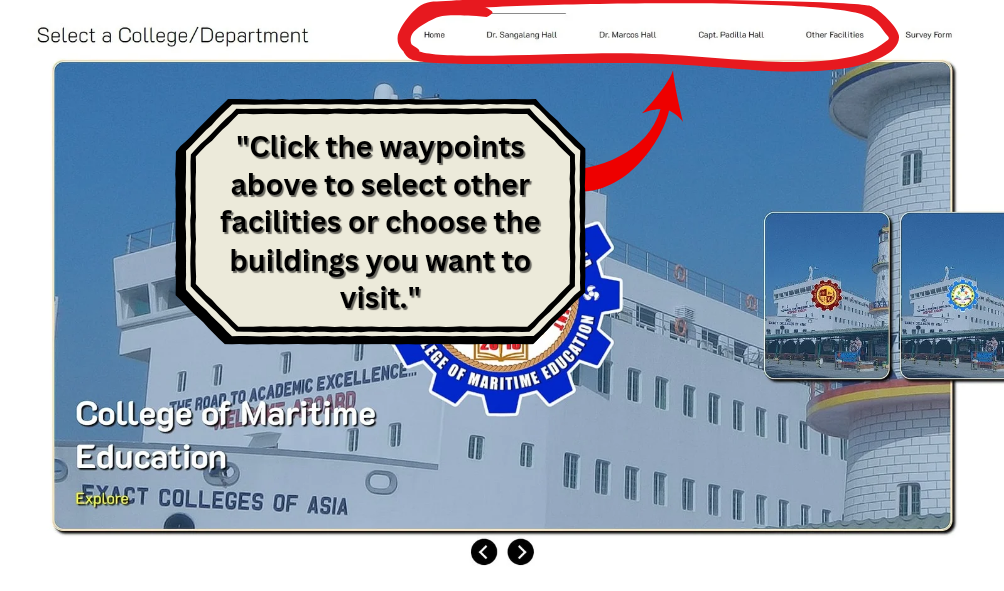 Select a College/Department
Home
Dr. Sangalang Hall
Dr. Marcos Hall
Capt. Padilla Hall
Other Facilities
Survey Form
"Click the waypoints
above to select other
facilities or choose the
buildings you want to
visit."
COLLEGE OF MARITIME EDUCATION
THE ROAD TO ACADEMIC EXCELLENCE...
WELCOME ABOARD
College of Maritime
Education
Explore
EXACT COLLEGES OF ASIA